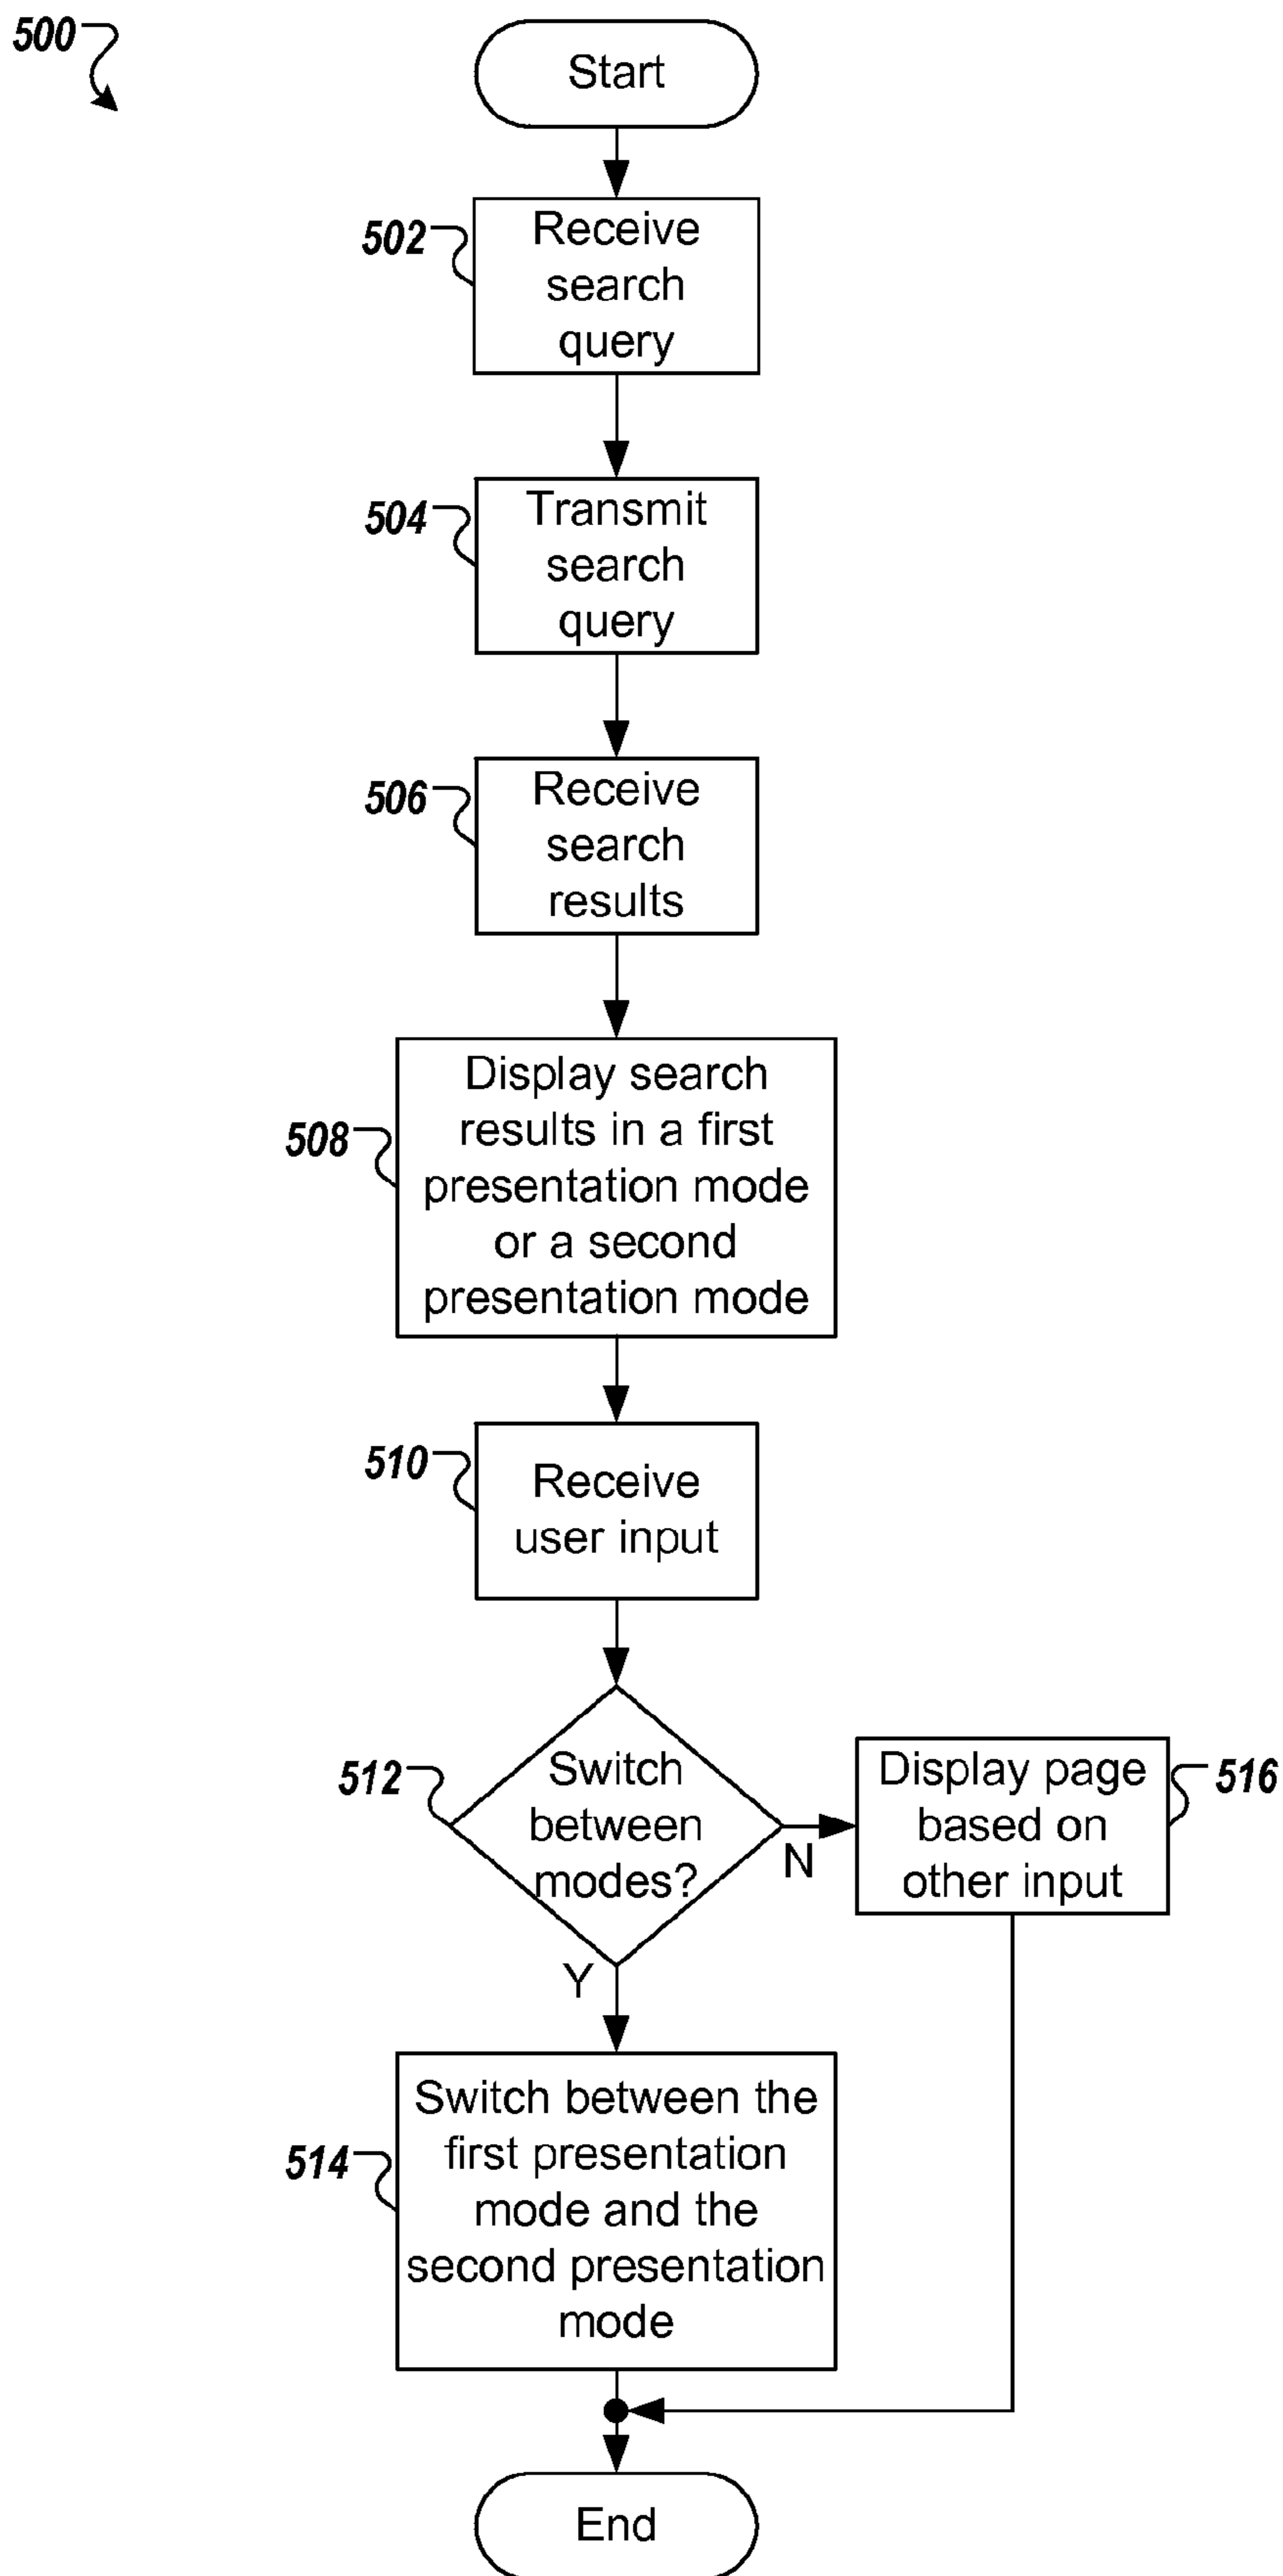 500
Start
502
Receive
search
query
504
Transmit
search
query
506
Receive
search
results
508
Display search
results in a first
presentation mode
or a second
presentation mode
510
Receive
user input
512
Switch
between
modes?
N
Display page
based on
other input
516
Y
514
Switch between the
first presentation
mode and the
second presentation
mode
End